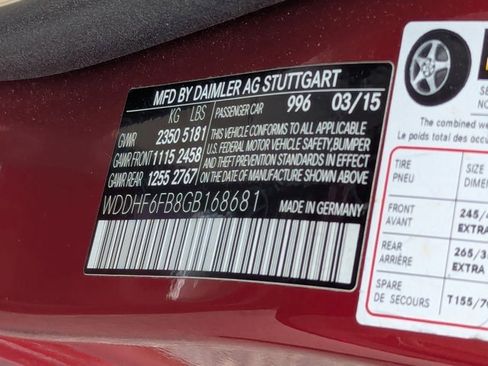 MFD BY DAIMLER AG STUTTGART
KG LBS PASSENGER CAR 996 03/15
GVWR 2350 5181 THIS VEHICLE CONFORMS TO ALL APPLICABLE
GAWR FRONT 1115 2458 U.S. FEDERAL MOTOR VEHICLE SAFETY, BUMPER
GAWR REAR 1255 2767 AND THEFT PREVENTION STANDARDS IN EFFECT
ON THE DATE OF MANUFACTURE SHOWN ABOVE.
WDDHF6FB8GB168681 MADE IN GERMANY
SE
NO
The combined we
Le poids total des occu
TIRE SIZE
PNEU DIME
FRONT 245/4
AVANT EXTRA
REAR 265/3
ARRIÈRE EXTRA
SPARE
DE SECOURS T155/70